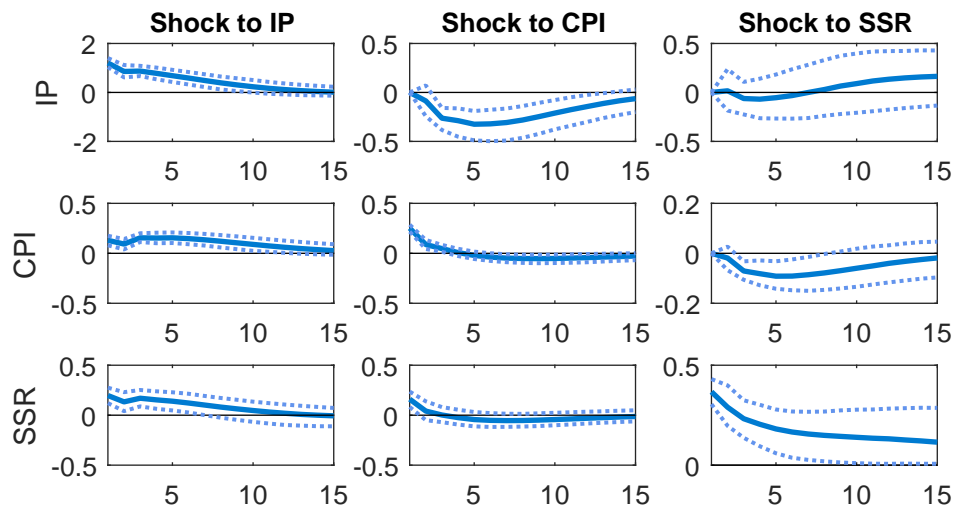 Shock to IP Shock to CPI Shock to SSR
IP
2 0.5 0.5
0 0 0
-2 -0.5 -0.5
5 10 15 5 10 15 5 10 15
CPI
0.5 0.5 0.2
0 0 0
-0.5 -0.5 -0.2
5 10 15 5 10 15 5 10 15
SSR
0.5 0.5 0.5
0 0
-0.5 -0.5 0
5 10 15 5 10 15 5 10 15